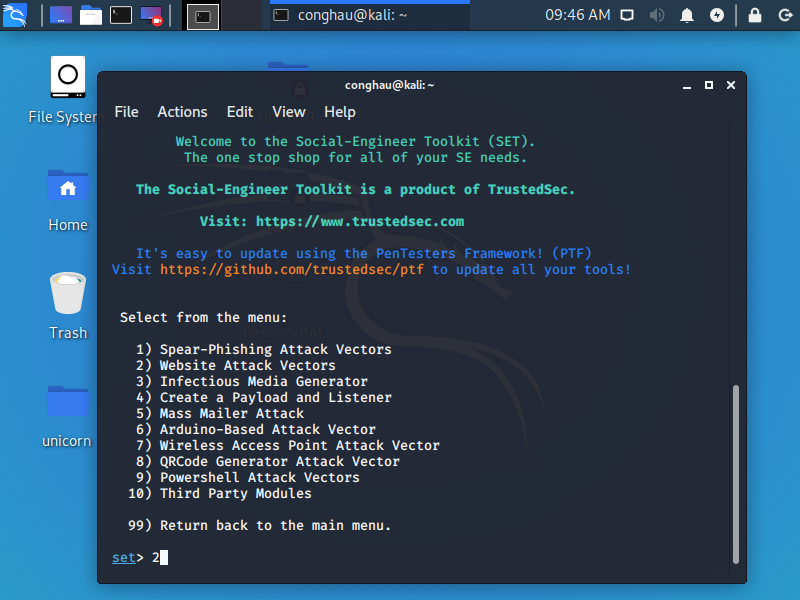 conghau@kali: ~
09:46 AM
File System
Home
Trash
unicorn
conghau@kali: ~
File Actions Edit View Help
Welcome to the Social-Engineer Toolkit (SET).
The one stop shop for all of your SE needs.
The Social-Engineer Toolkit is a product of TrustedSec.
Visit: https://www.trustedsec.com
It's easy to update using the PenTesters Framework! (PTF)
Visit https://github.com/trustedsec/ptf to update all your tools!
Select from the menu:
1) Spear-Phishing Attack Vectors
2) Website Attack Vectors
3) Infectious Media Generator
4) Create a Payload and Listener
5) Mass Mailer Attack
6) Arduino-Based Attack Vector
7) Wireless Access Point Attack Vector
8) QRCode Generator Attack Vector
9) Powershell Attack Vectors
10) Third Party Modules
99) Return back to the main menu.
set> 2